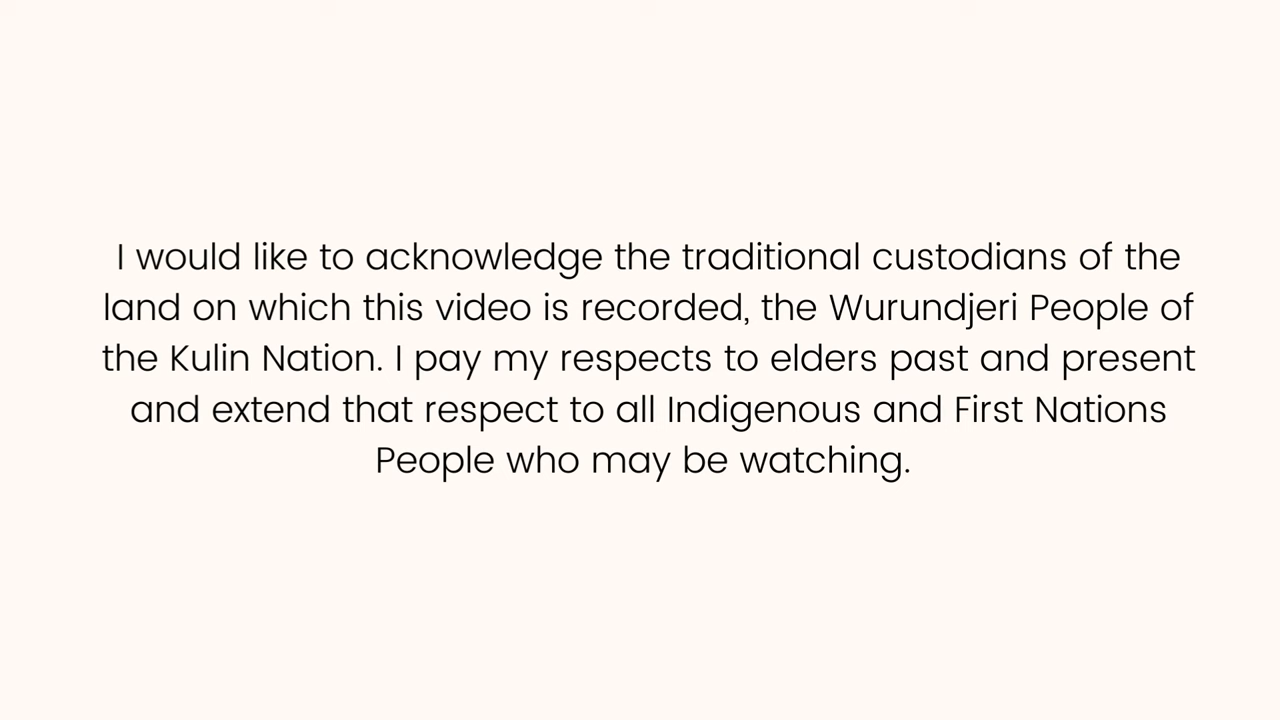 I would like to acknowledge the traditional custodians of the
land on which this video is recorded, the Wurundjeri People of
the Kulin Nation. I pay my respects to elders past and present
and extend that respect to all Indigenous and First Nations
People who may be watching.